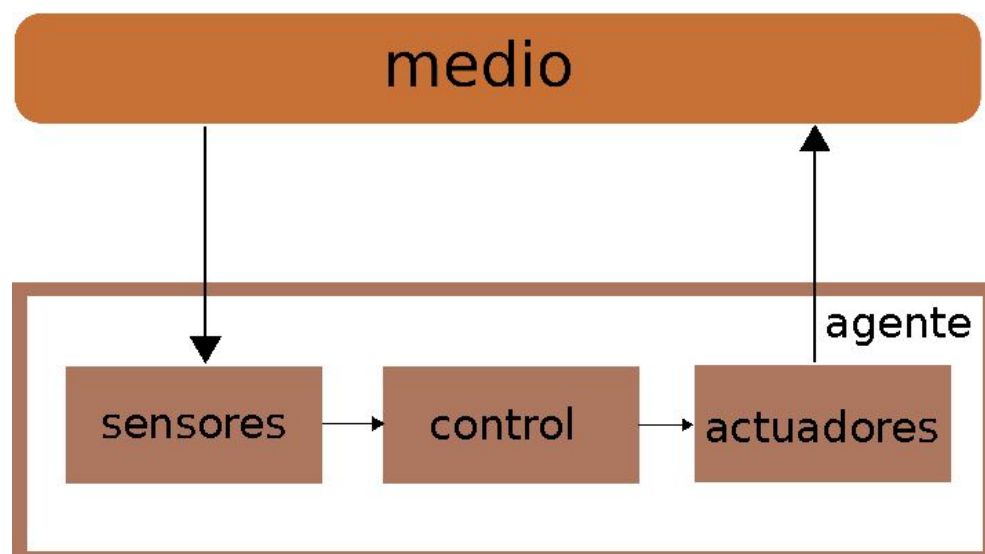 medio
agente
sensores
control
actuadores